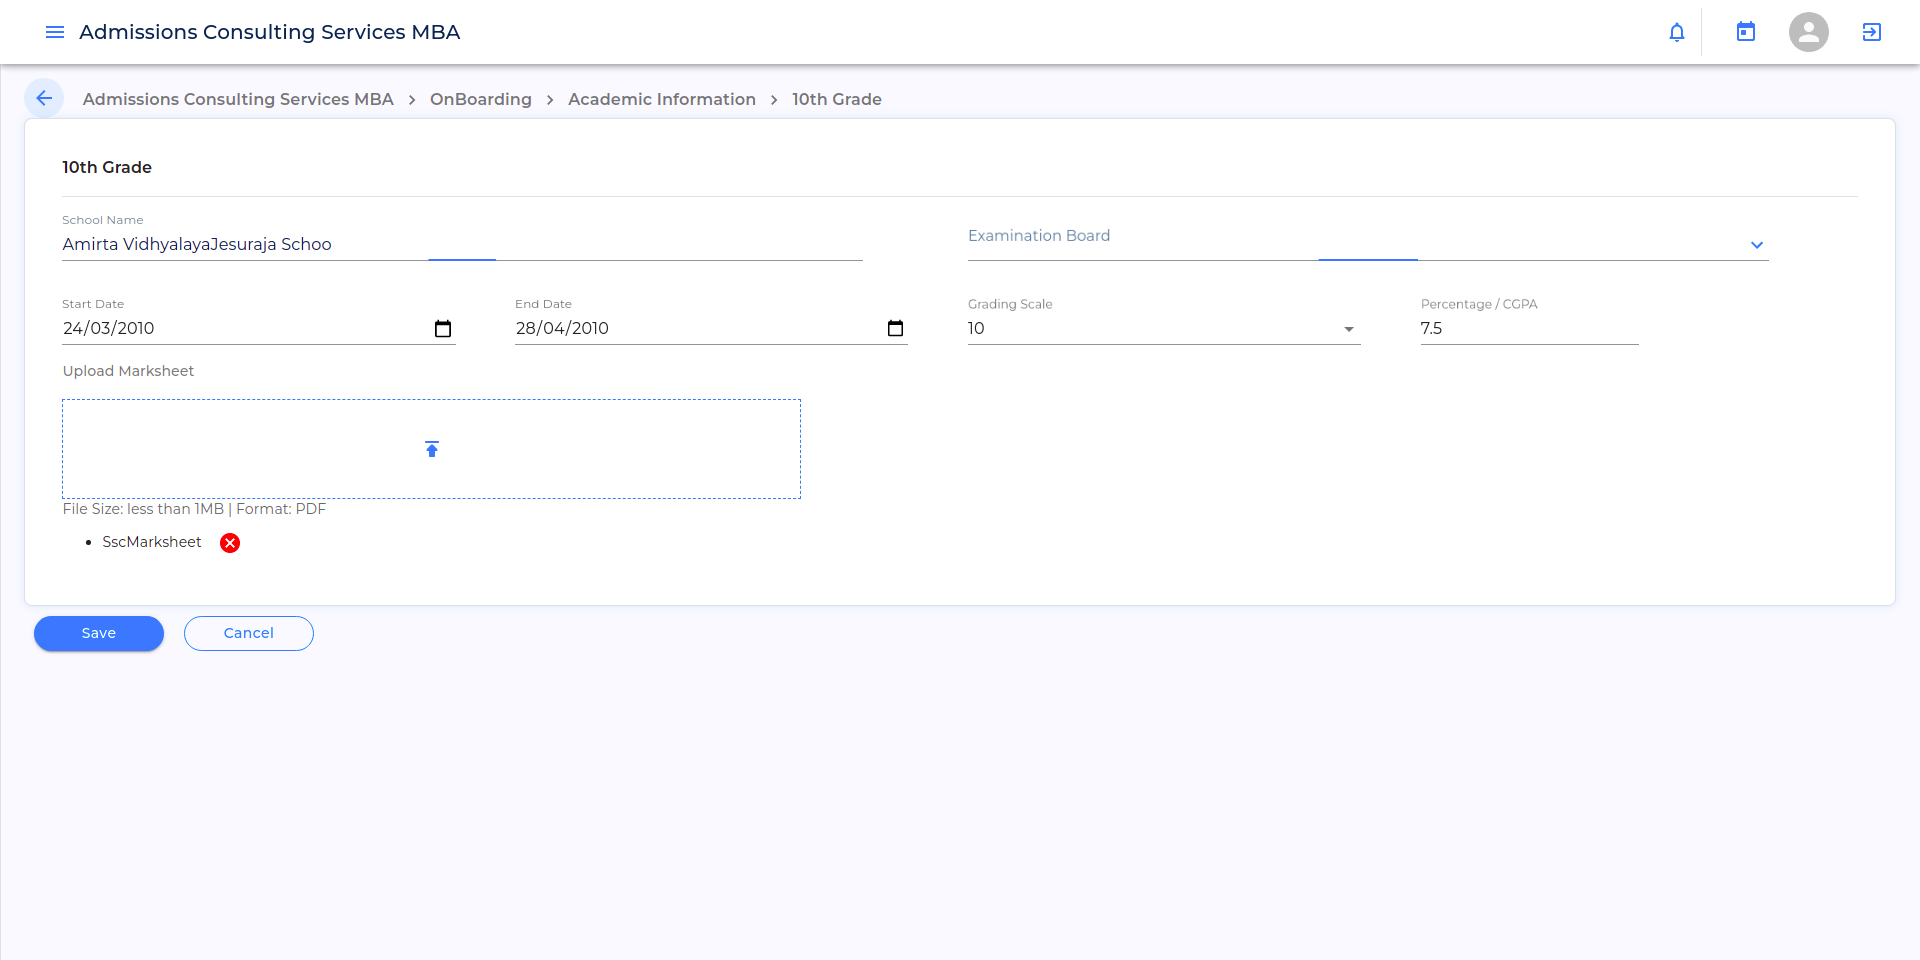 Admissions Consulting Services MBA
Admissions Consulting Services MBA > OnBoarding > Academic Information > 10th Grade
10th Grade
School Name
Amirta VidhyalayaJesuraja Schoo
Examination Board
Start Date
24/03/2010
End Date
28/04/2010
Grading Scale
10
Percentage / CGPA
7.5
Upload Marksheet
File Size: less than 1MB | Format: PDF
• SscMarksheet
Save
Cancel